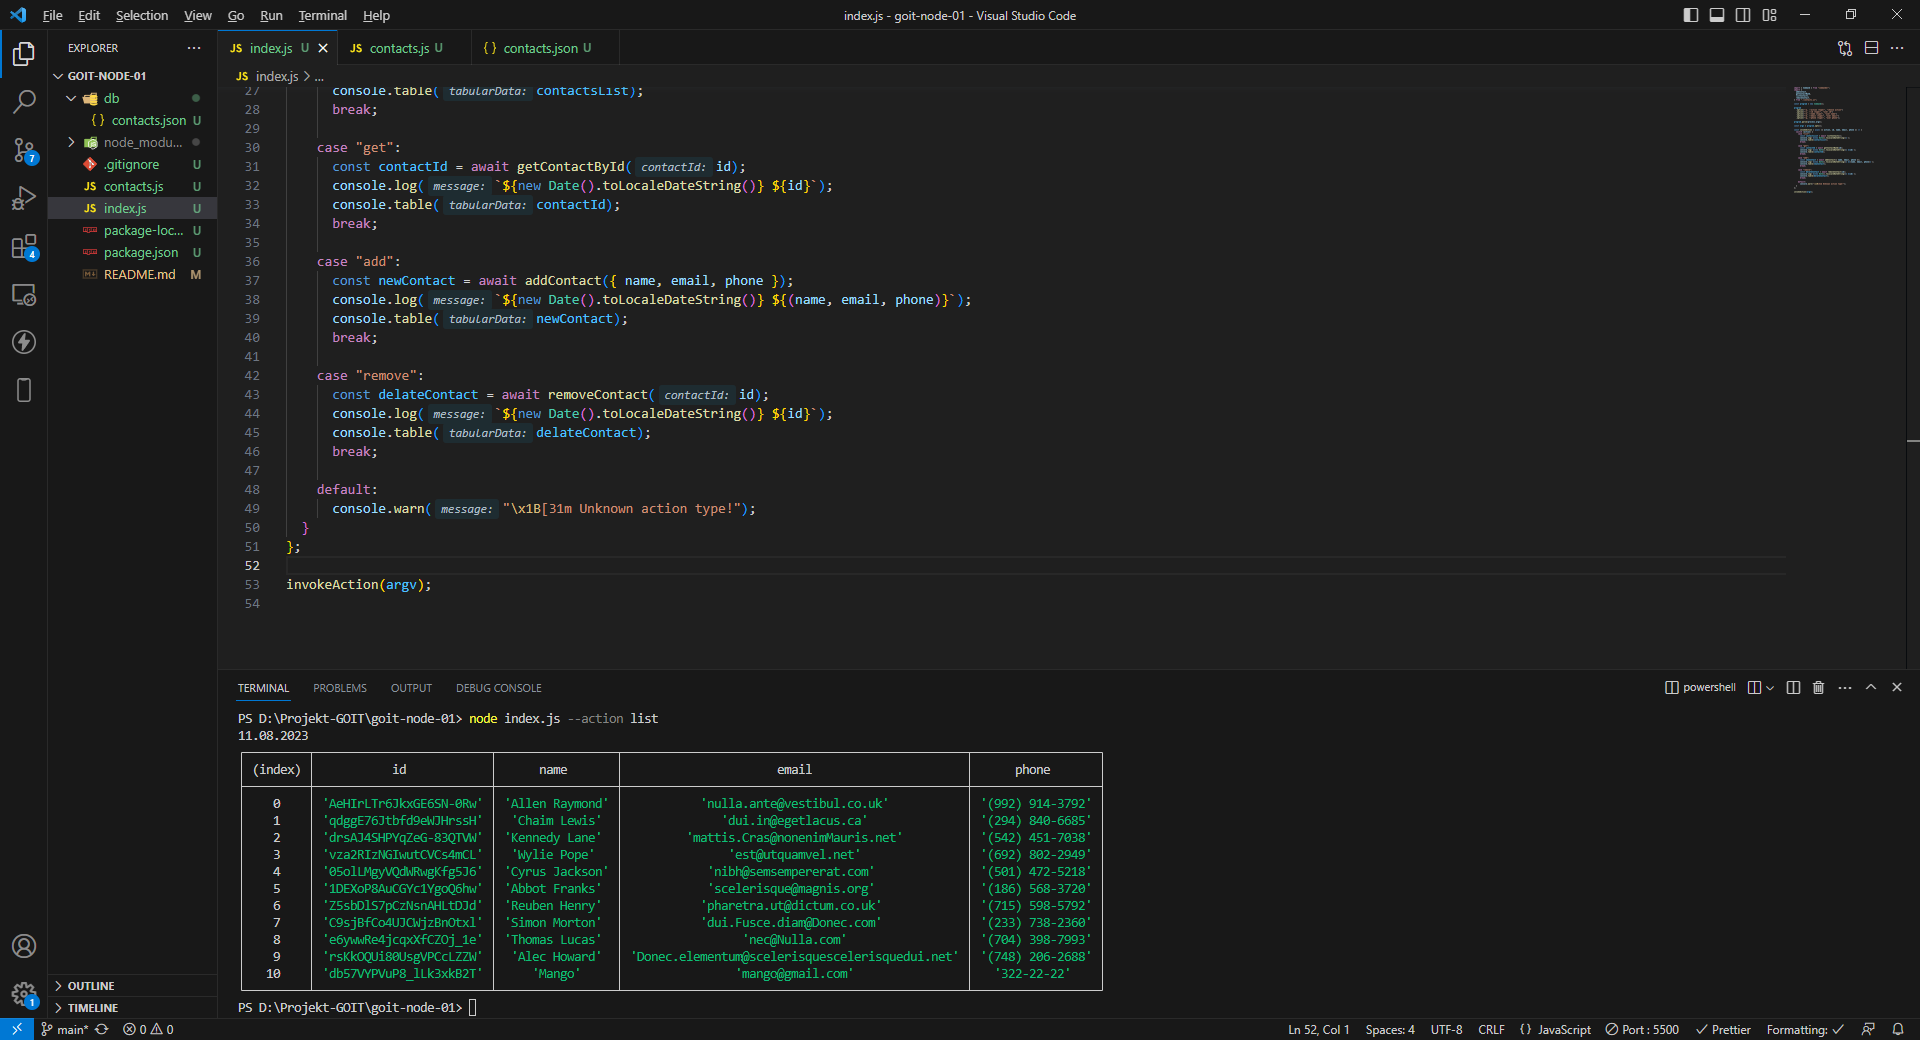 File Edit Selection View Go Run Terminal Help
index.js - goit-node-01 - Visual Studio Code
EXPLORER
GOIT-NODE-01
db
contacts.json U
node_modu...
.gitignore U
contacts.js U
index.js U
package-loc... U
package.json U
README.md M
OUTLINE
TIMELINE
7
4
1
JS index.js U
JS contacts.js U
{} contacts.json U
JS index.js > ...
27 console.table( tabularData: contactsList);
28 break;
29
30 case "get":
31 const contactId = await getContactById( contactId: id);
32 console.log( message: `${new Date().toLocaleDateString()} ${id}`);
33 console.table( tabularData: contactId);
34 break;
35
36 case "add":
37 const newContact = await addContact({ name, email, phone });
38 console.log( message: `${new Date().toLocaleDateString()} ${(name, email, phone)}`);
39 console.table( tabularData: newContact);
40 break;
41
42 case "remove":
43 const delateContact = await removeContact( contactId: id);
44 console.log( message: `${new Date().toLocaleDateString()} ${id}`);
45 console.table( tabularData: delateContact);
46 break;
47
48 default:
49 console.warn( message: "\x1B[31m Unknown action type!");
50 }
51 };
52
53 invokeAction(argv);
54
TERMINAL PROBLEMS OUTPUT DEBUG CONSOLE
powershell
PS D:\Projekt-GOIT\goit-node-01> node index.js --action list
11.08.2023
(index) id name email phone
0 'AeHIrLTr6JkxGE6SN-0Rw' 'Allen Raymond' 'nulla.ante@vestibul.co.uk' '(992) 914-3792'
1 'qdggE76Jtbfd9eWJHrssH' 'Chaim Lewis' 'dui.in@egetlacus.ca' '(294) 840-6685'
2 'drsAJ4SHPYqZeG-83QTVW' 'Kennedy Lane' 'mattis.Cras@nonenimMauris.net' '(542) 451-7038'
3 'vza2RIzNGIwutCVCs4mCL' 'Wylie Pope' 'est@utquamvel.net' '(692) 802-2949'
4 '05olLMgyVQdWRwgKfg5J6' 'Cyrus Jackson' 'nibh@semsempererat.com' '(501) 472-5218'
5 '1DEXoP8AuCGYc1YgoQ6hw' 'Abbot Franks' 'scelerisque@magnis.org' '(186) 568-3720'
6 'Z5sbDlS7pCzNsnAHLtDJd' 'Reuben Henry' 'pharetra.ut@dictum.co.uk' '(715) 598-5792'
7 'C9sjBfCo4UJCWjzBnOtxl' 'Simon Morton' 'dui.Fusce.diam@Donec.com' '(233) 738-2360'
8 'e6ywwRe4jcqxXfCZOj_1e' 'Thomas Lucas' 'nec@Nulla.com' '(704) 398-7993'
9 'rsKkOQUi80UsgVPCcLZZW' 'Alec Howard' 'Donec.elementum@scelerisquescelerisquedui.net' '(748) 206-2688'
10 'db57VYPVuP8_lLk3xkB2T' 'Mango' 'mango@gmail.com' '322-22-22'
PS D:\Projekt-GOIT\goit-node-01>
main* 0 0 Ln 52, Col 1 Spaces: 4 UTF-8 CRLF {} JavaScript Port : 5500 Prettier Formatting: